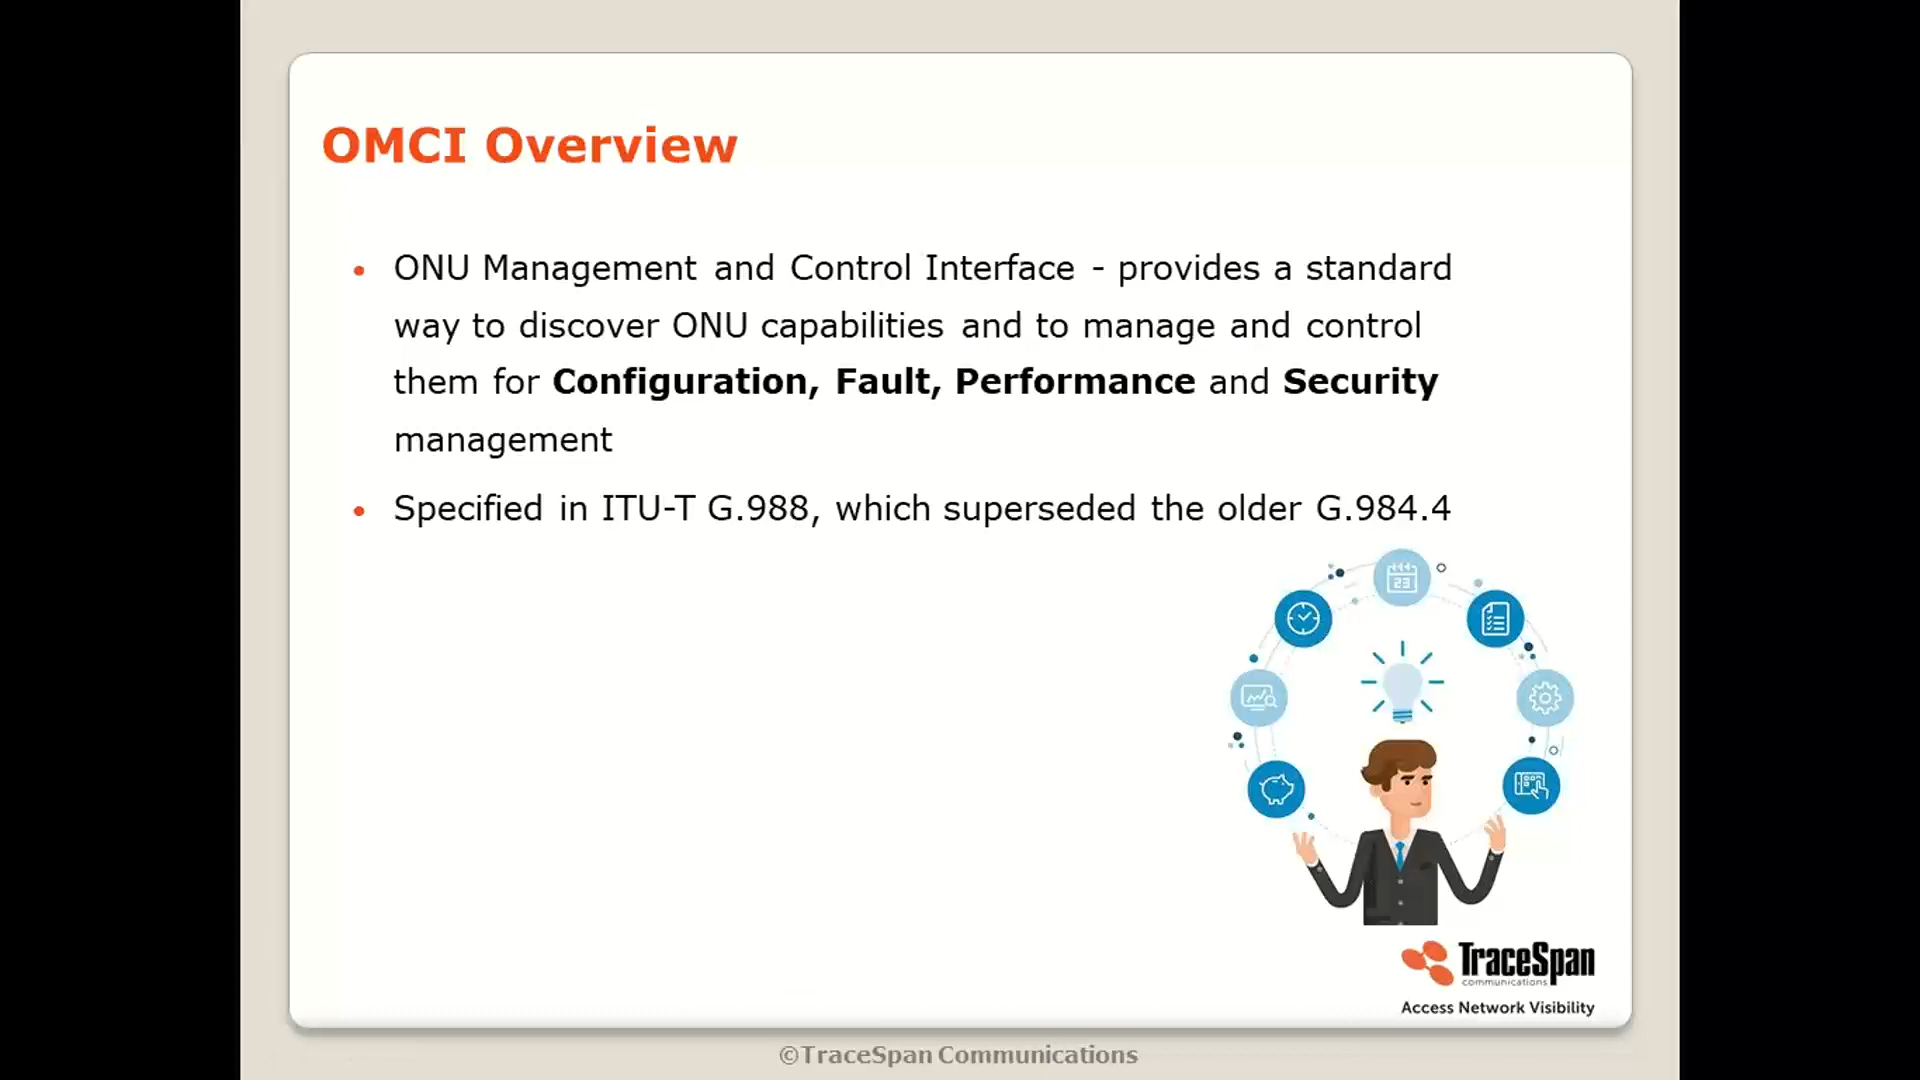 OMCI Overview
• ONU Management and Control Interface - provides a standard
way to discover ONU capabilities and to manage and control
them for Configuration, Fault, Performance and Security
management
• Specified in ITU-T G.988, which superseded the older G.984.4
23
TraceSpan
communications
Access Network Visibility
©TraceSpan Communications